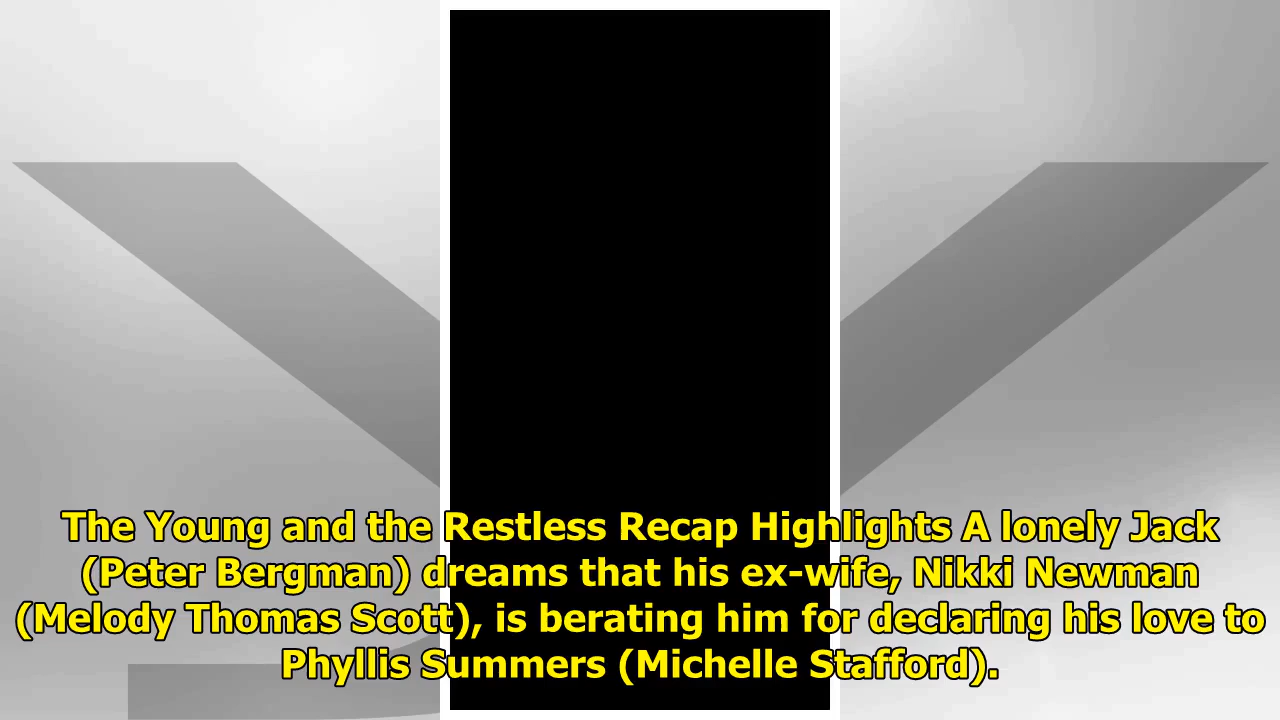 The Young and the Restless Recap Highlights A lonely Jack
(Peter Bergman) dreams that his ex-wife, Nikki Newman
(Melody Thomas Scott), is berating him for declaring his love to
Phyllis Summers (Michelle Stafford).